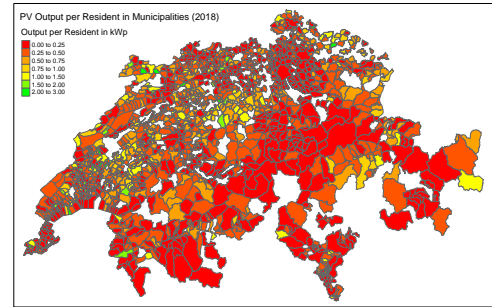 PV Output per Resident in Municipalities (2018)
Output per Resident in kWp
0.00 to 0.25
0.25 to 0.50
0.50 to 0.75
0.75 to 1.00
1.00 to 1.50
1.50 to 2.00
2.00 to 3.00